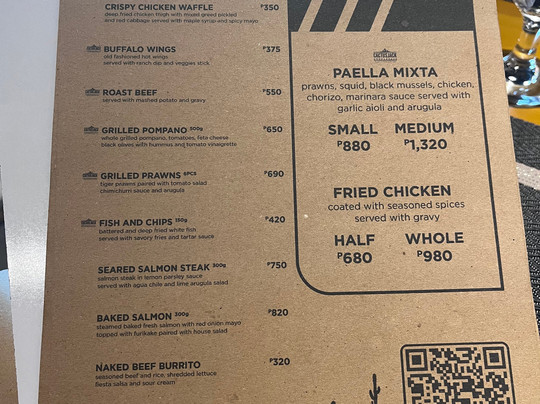 CRISPY CHICKEN WAFFLE ₱350
deep fried chicken thigh with mixed greed pickled
and red cabbage served with maple syrup and spicy mayo
BUFFALO WINGS ₱375
old fashioned hot wings
served with ranch dip and veggies stick
ROAST BEEF ₱550
served with mashed potato and gravy
GRILLED POMPANO 300g ₱650
whole grilled pompano, tomatoes, feta cheese
black olives with hummus and tomato vinaigrette
GRILLED PRAWNS 6PCS ₱690
tiger prawns paired with tomato salad
chimichurri sauce and arugula
FISH AND CHIPS 150g ₱420
battered and deep fried white fish
served with savory fries and tartar sauce
SEARED SALMON STEAK 300g ₱750
salmon steak in lemon parsley sauce
served with agua chile and lime arugula salad
BAKED SALMON 300g ₱820
steamed baked fresh salmon with red onion mayo
topped with furikake paired with house salad
NAKED BEEF BURRITO ₱320
seasoned beef and rice, shredded lettuce
fiesta salsa and sour cream
CACTUS JACK
PAELLA MIXTA
prawns, squid, black mussels, chicken,
chorizo, marinara sauce served with
garlic aioli and arugula
SMALL MEDIUM
₱880 ₱1,320
FRIED CHICKEN
coated with seasoned spices
served with gravy
HALF WHOLE
₱680 ₱980